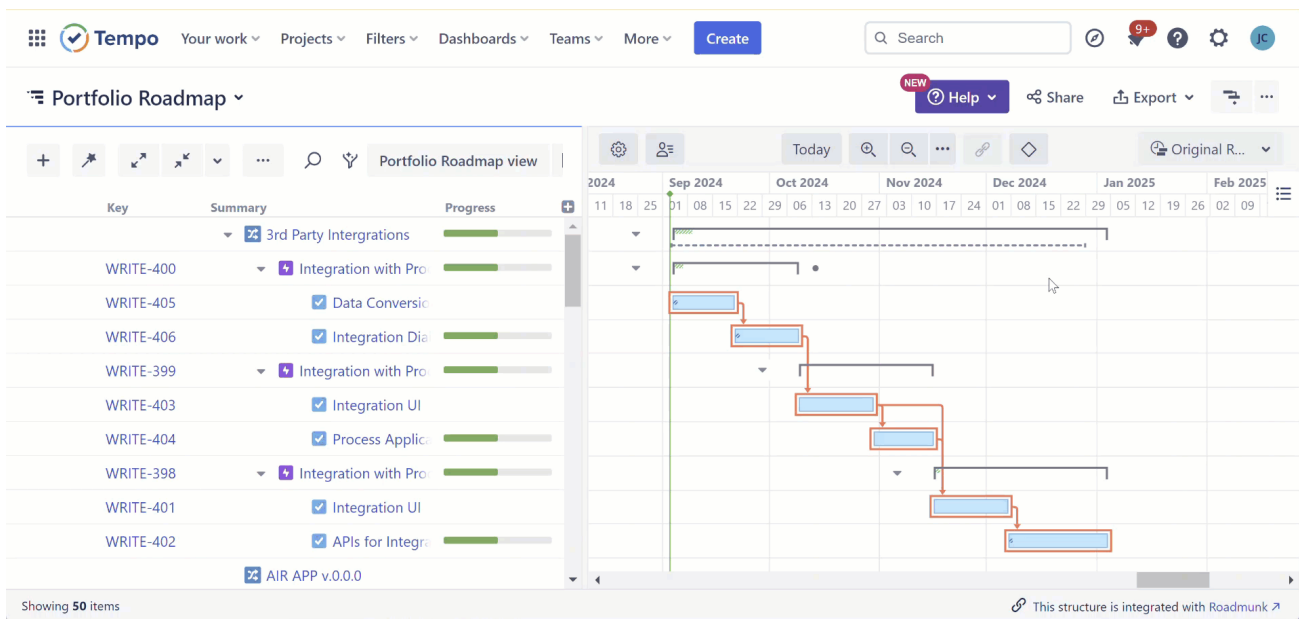 Tempo Your work Projects Filters Dashboards Teams More Create Search 9+ JC
Portfolio Roadmap NEW Help Share Export
Portfolio Roadmap view Today Original R...
2024 Sep 2024 Oct 2024 Nov 2024 Dec 2024 Jan 2025 Feb 2025
Key Summary Progress 11 18 25 01 08 15 22 29 06 13 20 27 03 10 17 24 01 08 15 22 29 05 12 19 26 02 09
3rd Party Intergrations
WRITE-400 Integration with Pro
WRITE-405 Data Conversio
WRITE-406 Integration Dia
WRITE-399 Integration with Pro
WRITE-403 Integration UI
WRITE-404 Process Applica
WRITE-398 Integration with Pro
WRITE-401 Integration UI
WRITE-402 APIs for Integra
AIR APP v.0.0.0
Showing 50 items This structure is integrated with Roadmunk